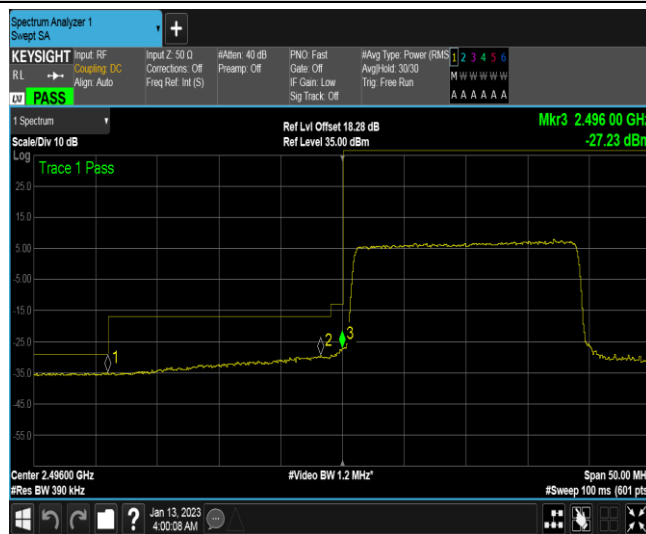 Spectrum Analyzer 1
Swept SA
+
KEYSIGHT
RL
LXI PASS
Input: RF
Coupling: DC
Align: Auto
Input Z: 50 Ω
Corrections: Off
Freq Ref: Int (S)
#Atten: 40 dB
Preamp: Off
PNO: Fast
Gate: Off
IF Gain: Low
Sig Track: Off
#Avg Type: Power (RMS
Avg|Hold: 30/30
Trig: Free Run
1 2 3 4 5 6
M W W W W W
A A A A A A
1 Spectrum
Scale/Div 10 dB
Ref Lvl Offset 18.28 dB
Ref Level 35.00 dBm
Mkr3 2.496 00 GHz
-27.23 dBm
Log
Trace 1 Pass
25.0
15.0
5.00
-5.00
-15.0
-25.0
-35.0
-45.0
-55.0
1
2
3
Center 2.49600 GHz
#Res BW 390 kHz
#Video BW 1.2 MHz*
Span 50.00 MH
#Sweep 100 ms (601 pts
?
Jan 13, 2023
4:00:08 AM